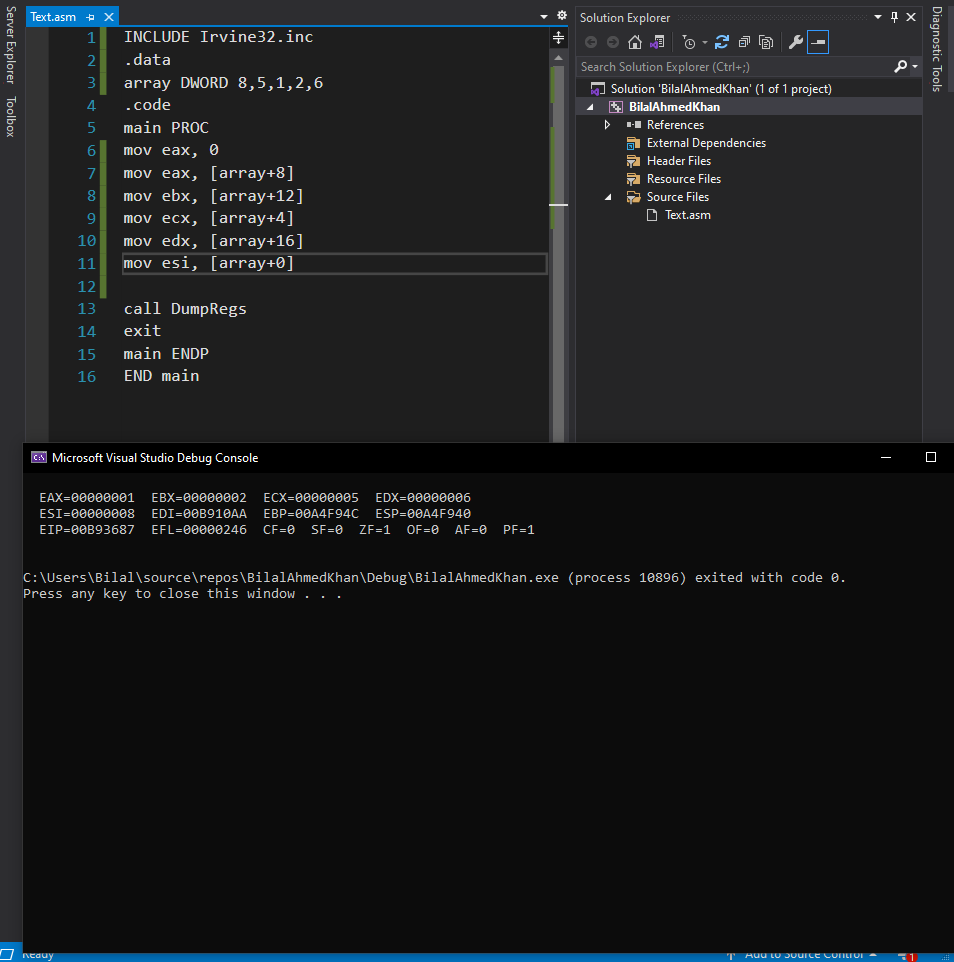 Server Explorer
Toolbox
Text.asm
1 INCLUDE Irvine32.inc
2 .data
3 array DWORD 8,5,1,2,6
4 .code
5 main PROC
6 mov eax, 0
7 mov eax, [array+8]
8 mov ebx, [array+12]
9 mov ecx, [array+4]
10 mov edx, [array+16]
11 mov esi, [array+0]
12
13 call DumpRegs
14 exit
15 main ENDP
16 END main
Solution Explorer
Search Solution Explorer (Ctrl+;)
Solution 'BilalAhmedKhan' (1 of 1 project)
BilalAhmedKhan
References
External Dependencies
Header Files
Resource Files
Source Files
Text.asm
Diagnostic Tools
Microsoft Visual Studio Debug Console
EAX=00000001 EBX=00000002 ECX=00000005 EDX=00000006
ESI=00000008 EDI=00B910AA EBP=00A4F94C ESP=00A4F940
EIP=00B93687 EFL=00000246 CF=0 SF=0 ZF=1 OF=0 AF=0 PF=1
C:\Users\Bilal\source\repos\BilalAhmedKhan\Debug\BilalAhmedKhan.exe (process 10896) exited with code 0.
Press any key to close this window . . .
Ready
Add to Source Control
1